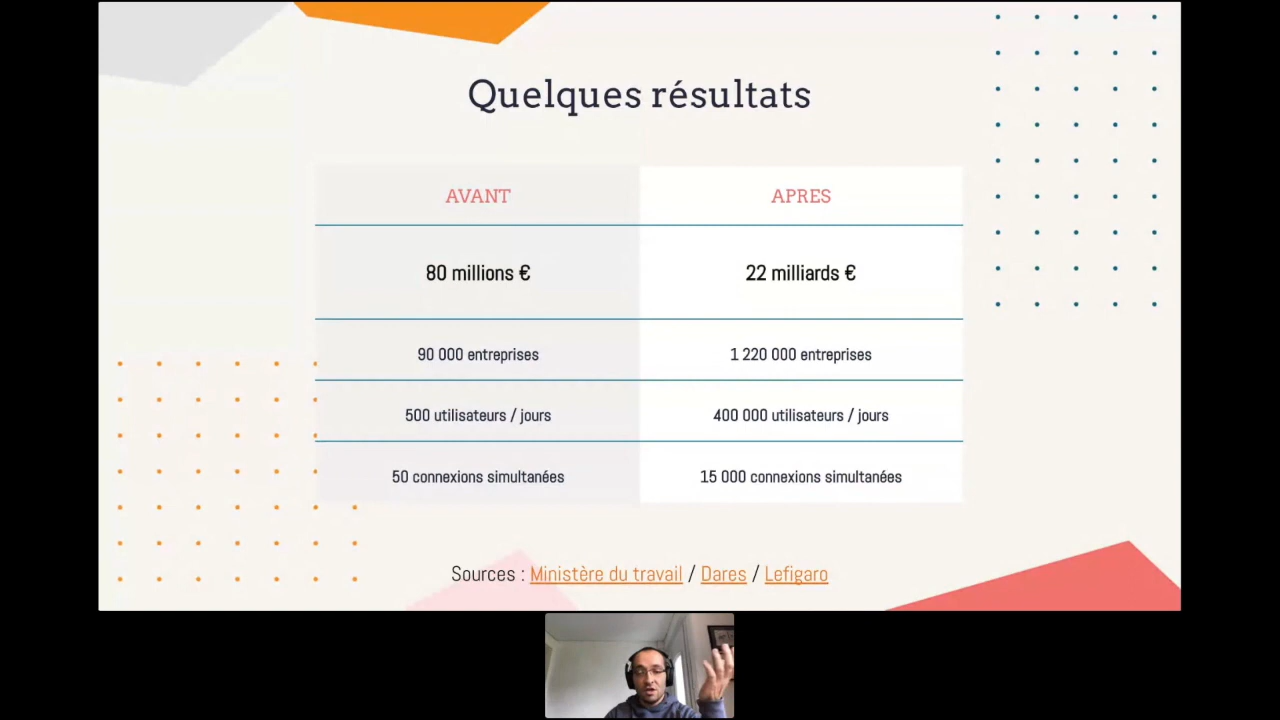 Quelques résultats
AVANT APRES
80 millions € 22 milliards €
90 000 entreprises 1 220 000 entreprises
500 utilisateurs / jours 400 000 utilisateurs / jours
50 connexions simultanées 15 000 connexions simultanées
Sources : Ministère du travail / Dares / Lefigaro